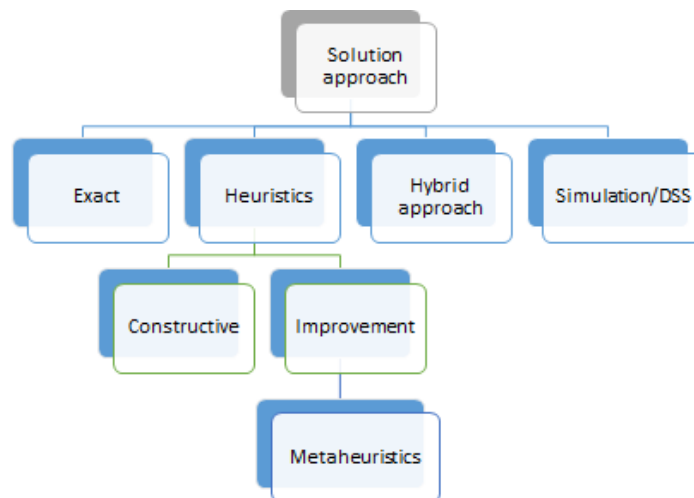 Solution
approach
Exact
Heuristics
Hybrid
approach
Simulation/DSS
Constructive
Improvement
Metaheuristics